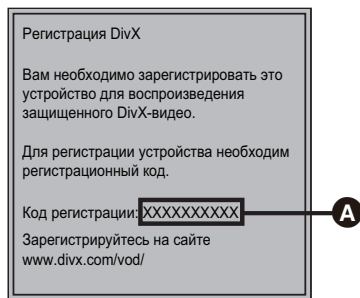 Регистрация DivX
Вам необходимо зарегистрировать это
устройство для воспроизведения
защищенного DivX-видео.
Для регистрации устройства необходим
регистрационный код.
Код регистрации: XXXXXXXXXX
A
Зарегистрируйтесь на сайте
www.divx.com/vod/